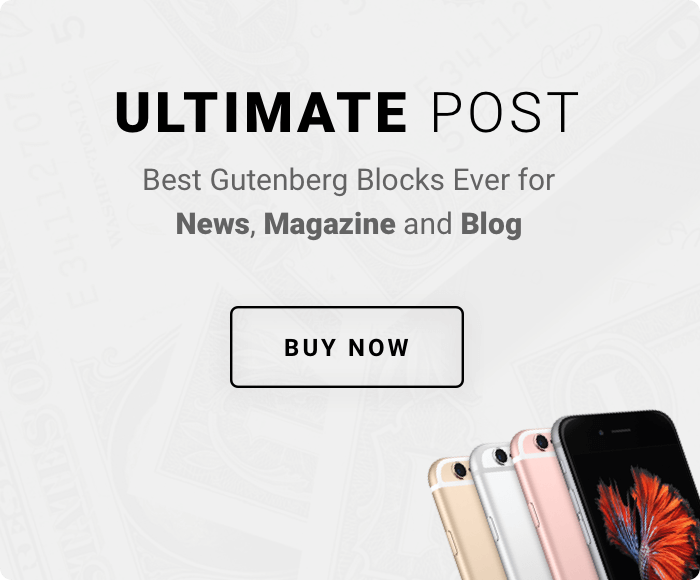 ULTIMATE POST
Best Gutenberg Blocks Ever for
News, Magazine and Blog
BUY NOW